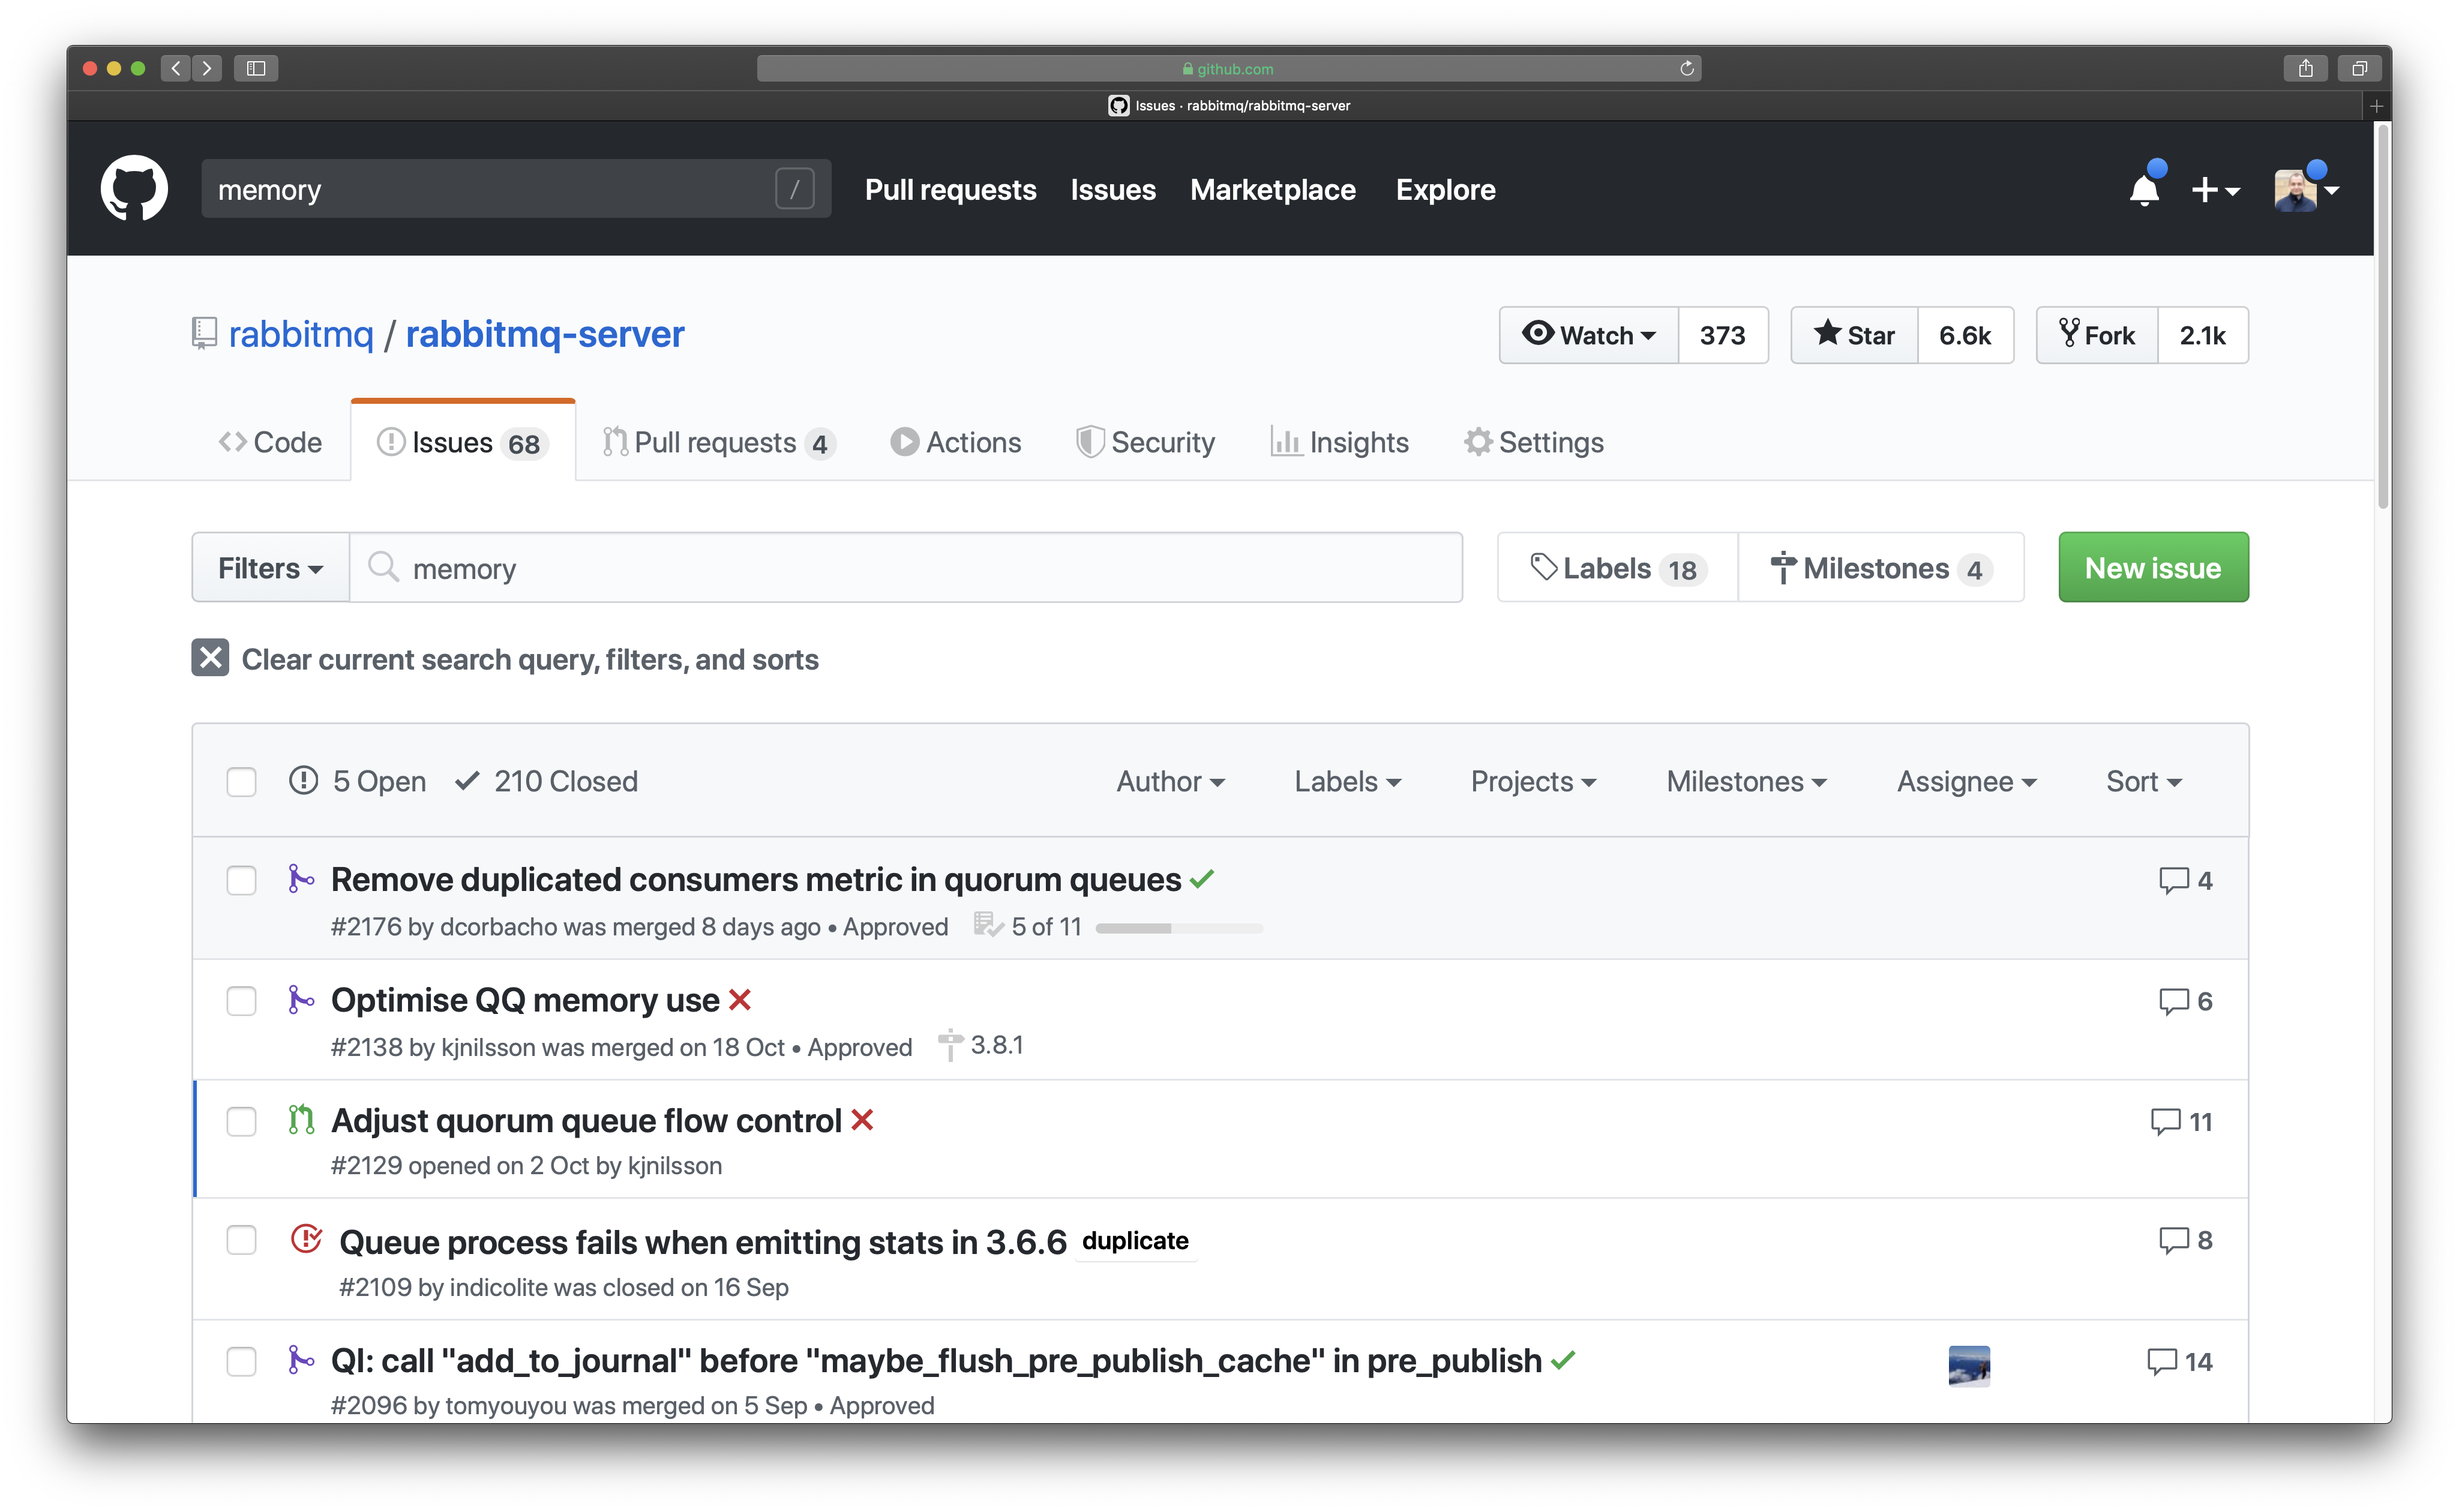 github.com
Issues · rabbitmq/rabbitmq-server
memory / Pull requests Issues Marketplace Explore
rabbitmq / rabbitmq-server Watch 373 Star 6.6k Fork 2.1k
Code Issues 68 Pull requests 4 Actions Security Insights Settings
Filters memory Labels 18 Milestones 4 New issue
Clear current search query, filters, and sorts
5 Open 210 Closed Author Labels Projects Milestones Assignee Sort
Remove duplicated consumers metric in quorum queues 4
#2176 by dcorbacho was merged 8 days ago • Approved 5 of 11
Optimise QQ memory use 6
#2138 by kjnilsson was merged on 18 Oct • Approved 3.8.1
Adjust quorum queue flow control 11
#2129 opened on 2 Oct by kjnilsson
Queue process fails when emitting stats in 3.6.6 duplicate 8
#2109 by indicolite was closed on 16 Sep
QI: call "add_to_journal" before "maybe_flush_pre_publish_cache" in pre_publish 14
#2096 by tomyouyou was merged on 5 Sep • Approved